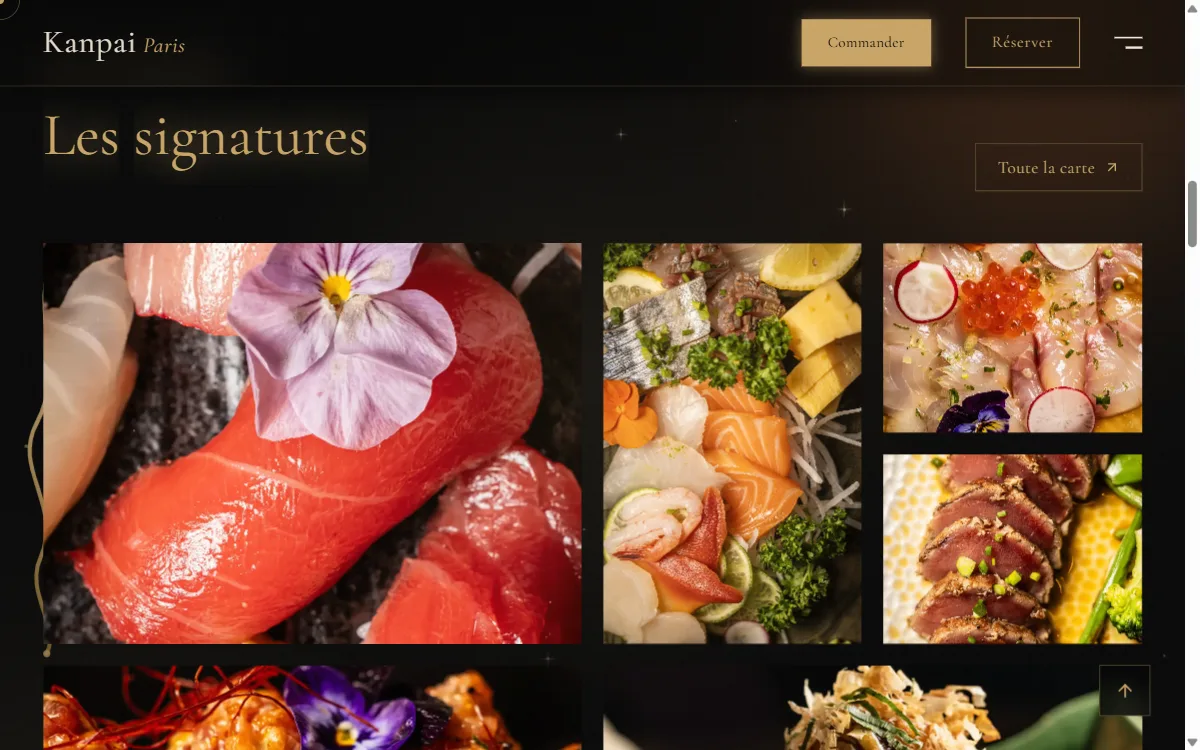 Kanpai Paris
Commander
Réserver
Les signatures
Toute la carte